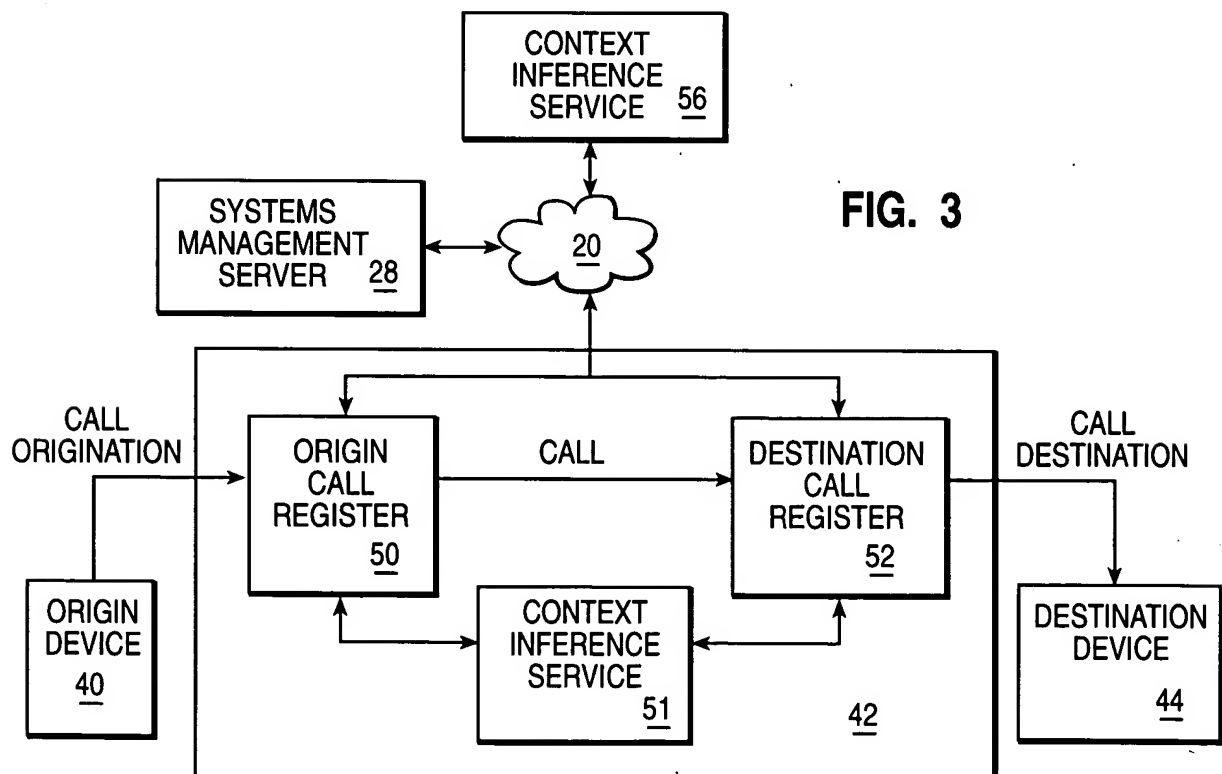 CONTEXT
INFERENCE
SERVICE
56
SYSTEMS
MANAGEMENT
SERVER
28
20
FIG. 3
CALL
ORIGINATION
ORIGIN
CALL
REGISTER
50
CALL
DESTINATION
CALL
REGISTER
52
CALL
DESTINATION
ORIGIN
DEVICE
40
CONTEXT
INFERENCE
SERVICE
51
42
DESTINATION
DEVICE
44